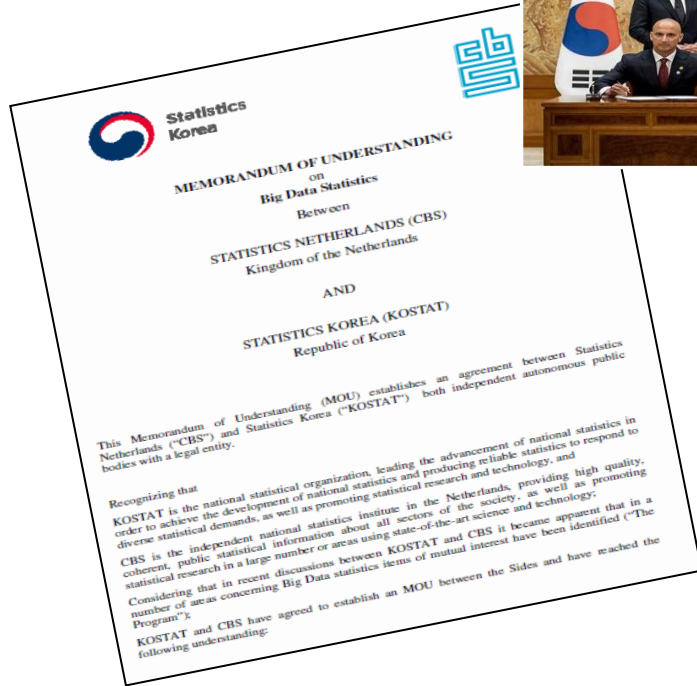 Statistics
Korea
cbs
MEMORANDUM OF UNDERSTANDING
on
Big Data Statistics
Between
STATISTICS NETHERLANDS (CBS)
Kingdom of the Netherlands
AND
STATISTICS KOREA (KOSTAT)
Republic of Korea
This Memorandum of Understanding (MOU) establishes an agreement between Statistics
Netherlands (“CBS”) and Statistics Korea (“KOSTAT”) both independent autonomous public
bodies with a legal entity.
Recognizing that
KOSTAT is the national statistical organization, leading the advancement of national statistics in
order to achieve the development of national statistics and producing reliable statistics to respond to
diverse statistical demands, as well as promoting statistical research and technology, and
CBS is the independent national statistics institute in the Netherlands, providing high quality,
coherent, public statistical information about all sectors of the society, as well as promoting
statistical research in a large number or areas using state-of-the-art science and technology;
Considering that in recent discussions between KOSTAT and CBS it became apparent that in a
number of areas concerning Big Data statistics items of mutual interest have been identified (“The
Program”);
KOSTAT and CBS have agreed to establish an MOU between the Sides and have reached the
following understanding: